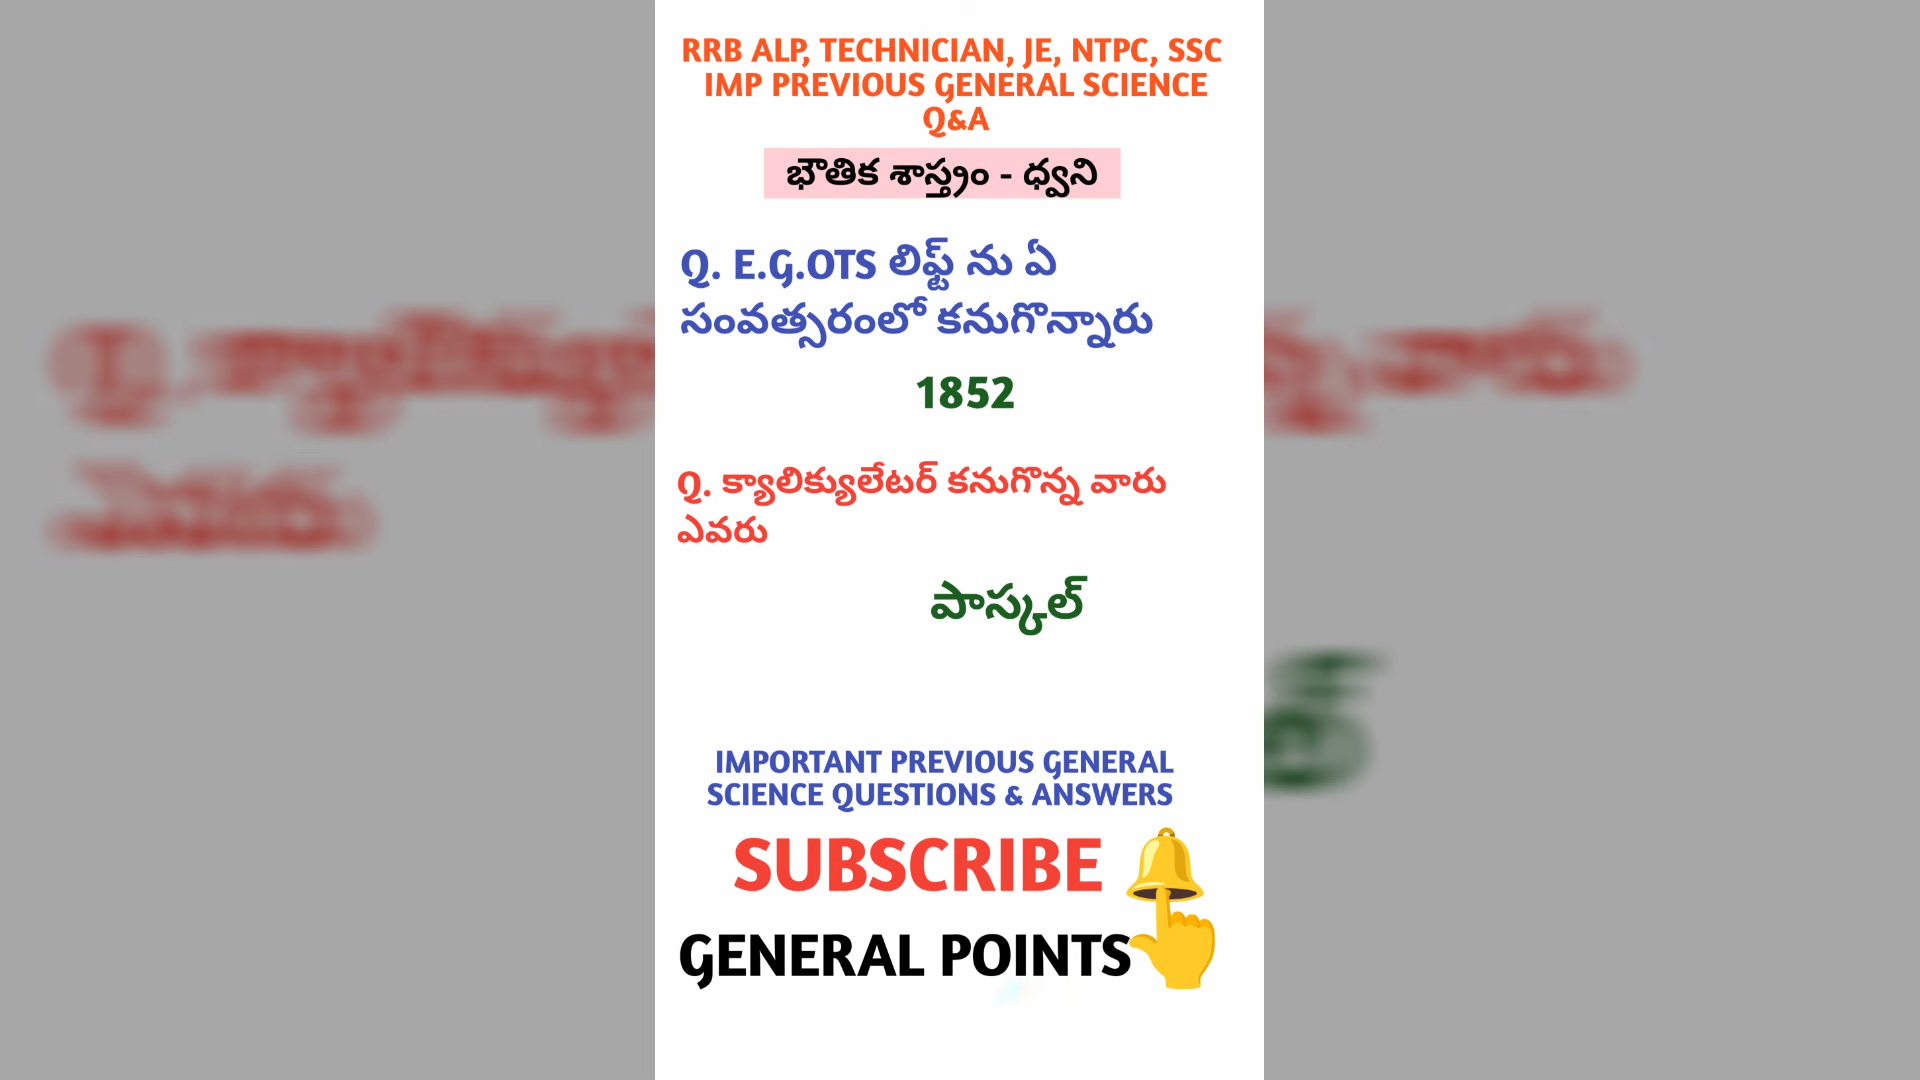 RRB ALP, TECHNICIAN, JE, NTPC, SSC
IMP PREVIOUS GENERAL SCIENCE
Q&A
భౌతిక శాస్త్రం - ధ్వని
Q. E.G.OTS లిఫ్ట్ ను ఏ
సంవత్సరంలో కనుగొన్నారు
1852
Q. క్యాలిక్యులేటర్ కనుగొన్న వారు
ఎవరు
పాస్కల్
IMPORTANT PREVIOUS GENERAL
SCIENCE QUESTIONS & ANSWERS
SUBSCRIBE
GENERAL POINTS